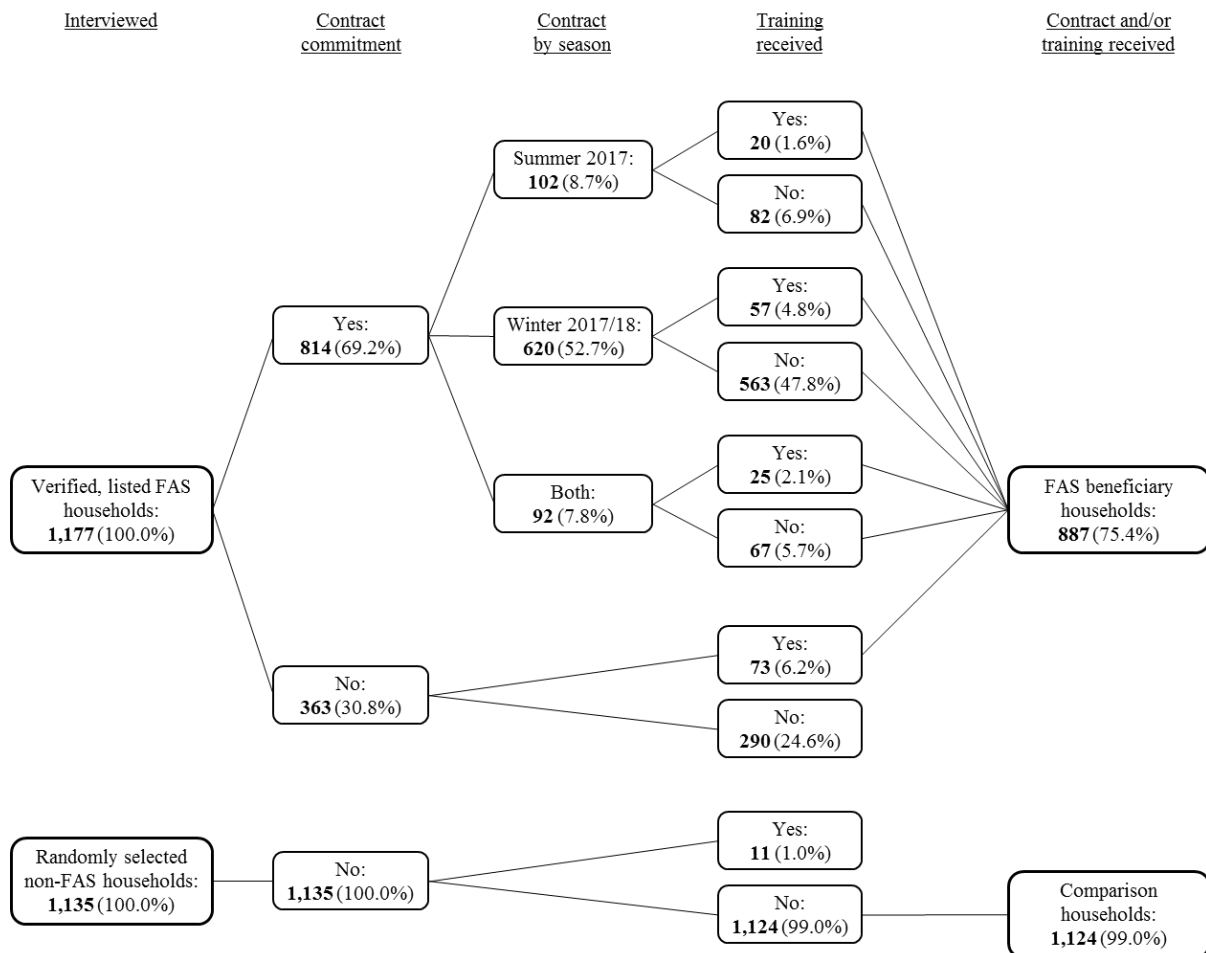 Interviewed
Contract
commitment
Contract
by season
Training
received
Contract and/or
training received
Verified, listed FAS
households:
1,177 (100.0%)
Yes:
814 (69.2%)
Summer 2017:
102 (8.7%)
Yes:
20 (1.6%)
No:
82 (6.9%)
Winter 2017/18:
620 (52.7%)
Yes:
57 (4.8%)
No:
563 (47.8%)
Both:
92 (7.8%)
Yes:
25 (2.1%)
No:
67 (5.7%)
FAS beneficiary
households:
887 (75.4%)
No:
363 (30.8%)
Yes:
73 (6.2%)
No:
290 (24.6%)
Randomly selected
non-FAS households:
1,135 (100.0%)
No:
1,135 (100.0%)
Yes:
11 (1.0%)
No:
1,124 (99.0%)
Comparison
households:
1,124 (99.0%)